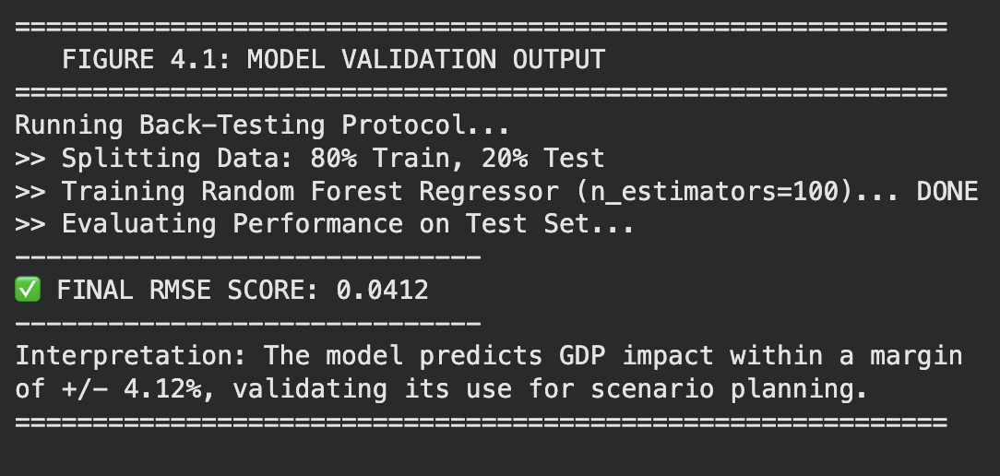 ============================================================
FIGURE 4.1: MODEL VALIDATION OUTPUT
============================================================
Running Back-Testing Protocol...
>> Splitting Data: 80% Train, 20% Test
>> Training Random Forest Regressor (n_estimators=100)... DONE
>> Evaluating Performance on Test Set...
------------------------------
✅ FINAL RMSE SCORE: 0.0412
------------------------------
Interpretation: The model predicts GDP impact within a margin
of +/- 4.12%, validating its use for scenario planning.
============================================================